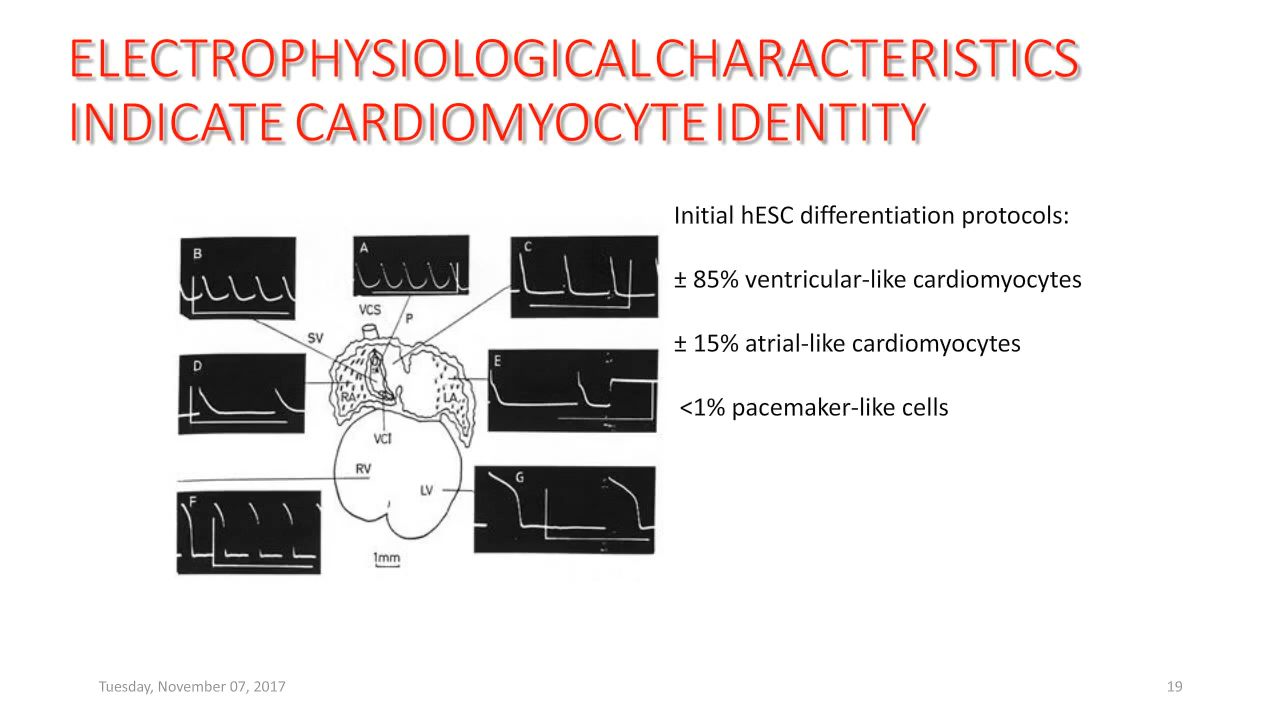 ELECTROPHYSIOLOGICAL CHARACTERISTICS
INDICATE CARDIOMYOCYTE IDENTITY
Initial hESC differentiation protocols:
± 85% ventricular-like cardiomyocytes
± 15% atrial-like cardiomyocytes
<1% pacemaker-like cells
B
A
C
VCS
P
SV
D
E
RA
LA
VCI
RV
LV
G
F
1mm
Tuesday, November 07, 2017
19